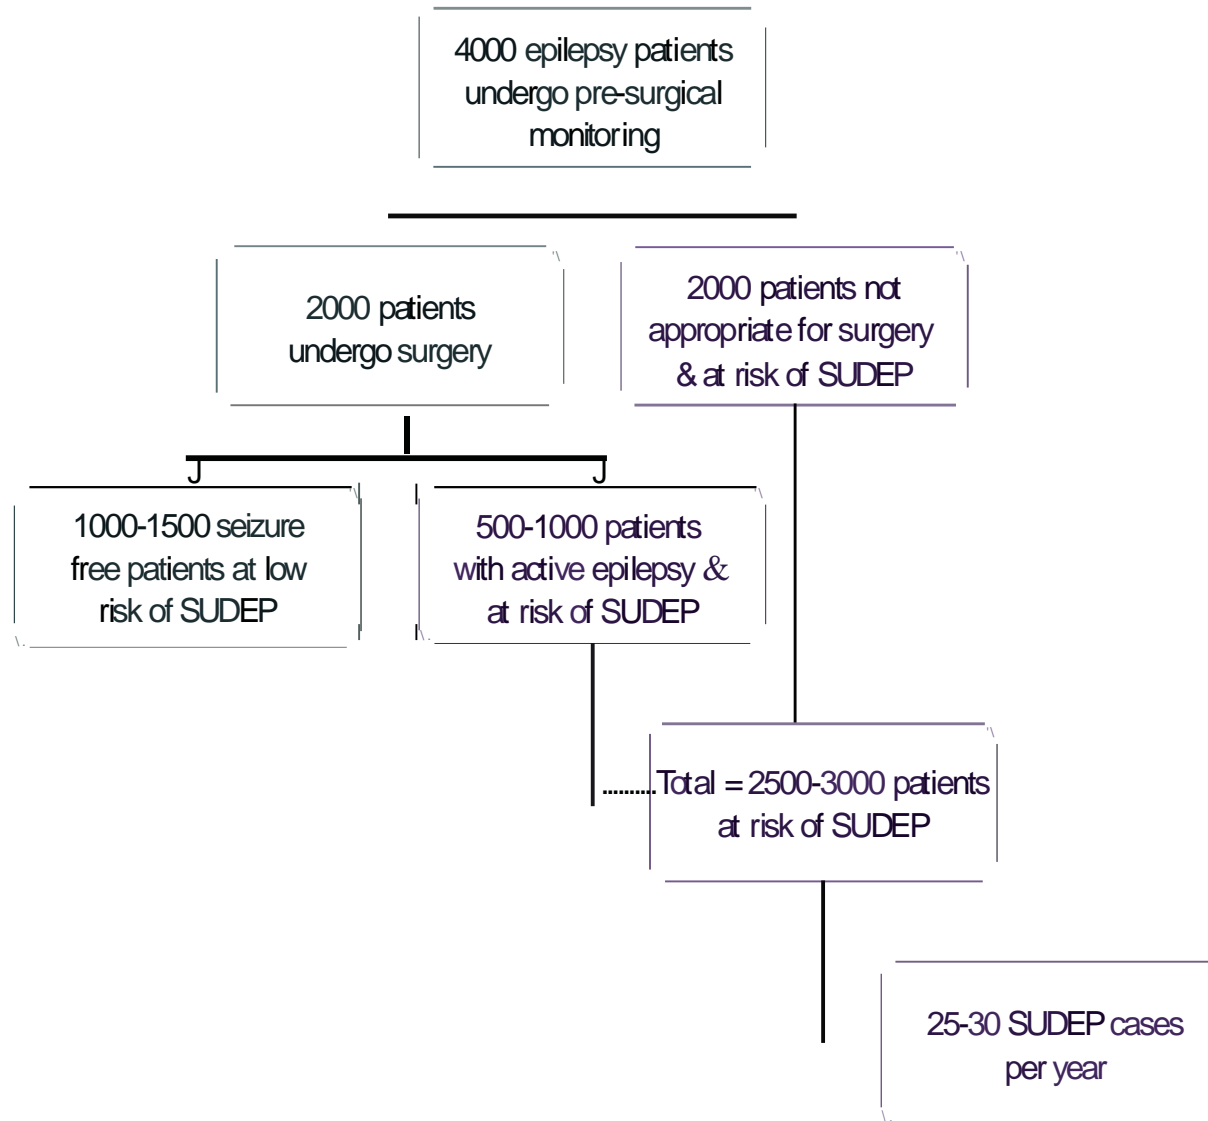 4000 epilepsy patients
undergo pre-surgical
monitoring
2000 patients
undergo surgery
2000 patients not
appropriate for surgery
& at risk of SUDEP
1000-1500 seizure
free patients at low
risk of SUDEP
500-1000 patients
with active epilepsy &
at risk of SUDEP
Total = 2500-3000 patients
at risk of SUDEP
25-30 SUDEP cases
per year